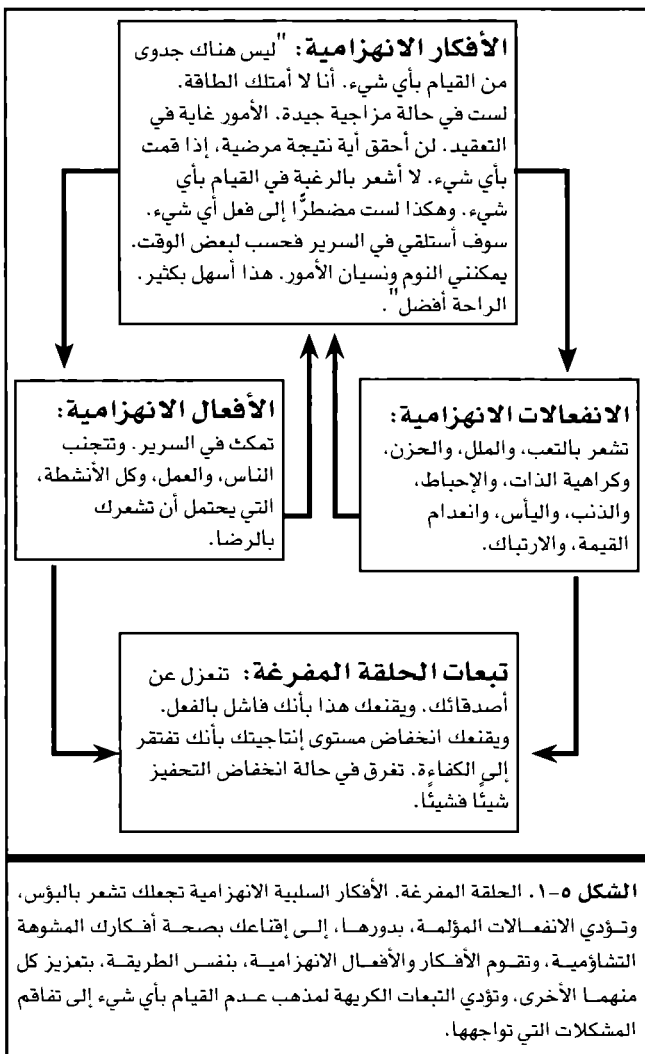 الأفكار الانهزامية: "ليس هناك جدوى
من القيام بأي شيء. أنا لا أمتلك الطاقة.
لست في حالة مزاجية جيدة. الأمور غاية في
التعقيد. لن أحقق أية نتيجة مرضية، إذا قمت
بأي شيء. لا أشعر بالرغبة في القيام بأي
شيء. وهكذا لست مضطرًّا إلى فعل أي شيء.
سوف أستلقي في السرير فحسب لبعض الوقت.
يمكنني النوم ونسيان الأمور. هذا أسهل بكثير.
الراحة أفضل".
الانفعالات الانهزامية:
تشعر بالتعب، والملل، والحزن،
وكراهية الذات، والإحباط،
والذنب، واليأس، وانعدام
القيمة، والارتباك.
الأفعال الانهزامية:
تمكث في السرير. وتتجنب
الناس، والعمل، وكل الأنشطة،
التي يحتمل أن تشعرك
بالرضا.
تبعات الحلقة المفرغة: تنعزل عن
أصدقائك. ويقنعك هذا بأنك فاشل بالفعل.
ويقنعك انخفاض مستوى إنتاجيتك بأنك تفتقر
إلى الكفاءة. تغرق في حالة انخفاض التحفيز
شيئًا فشيئًا.
الشكل ٥-١. الحلقة المفرغة. الأفكار السلبية الانهزامية تجعلك تشعر بالبؤس،
وتؤدي الانفعالات المؤلمة، بدورها، إلى إقناعك بصحة أفكارك المشوهة
التشاؤمية، وتقوم الأفكار والأفعال الانهزامية، بنفس الطريقة، بتعزيز كل
منهما الأخرى، وتؤدي التبعات الكريهة لمذهب عدم القيام بأي شيء إلى تفاقم
المشكلات التي تواجهها.